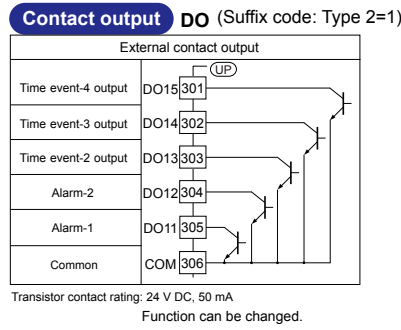 Contact output DO (Suffix code: Type 2=1)
External contact output
UP
Time event-4 output DO15 301
Time event-3 output DO14 302
Time event-2 output DO13 303
Alarm-2 DO12 304
Alarm-1 DO11 305
Common COM 306
Transistor contact rating: 24 V DC, 50 mA
Function can be changed.